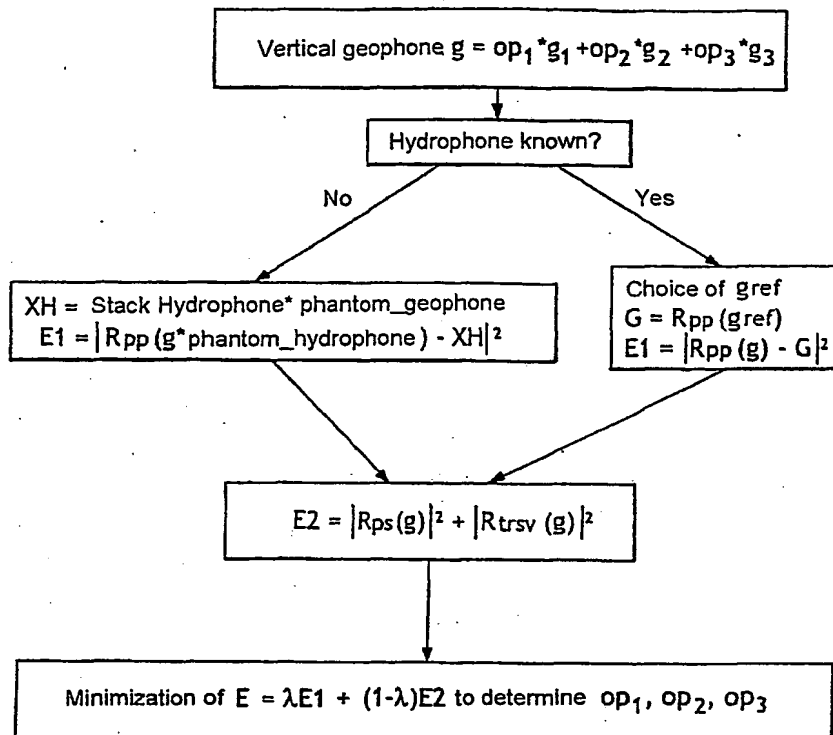 Vertical geophone g = op₁*g₁ +op₂*g₂ +op₃*g₃
Hydrophone known?
No
Yes
XH = Stack Hydrophone* phantom_geophone
E1 = |Rpp (g*phantom_hydrophone) - XH|²
Choice of gref
G = Rpp (gref)
E1 = |Rpp (g) - G|²
E2 = |Rps(g)|² + |Rtrsv (g)|²
Minimization of E = λE1 + (1-λ)E2 to determine op₁, op₂, op₃